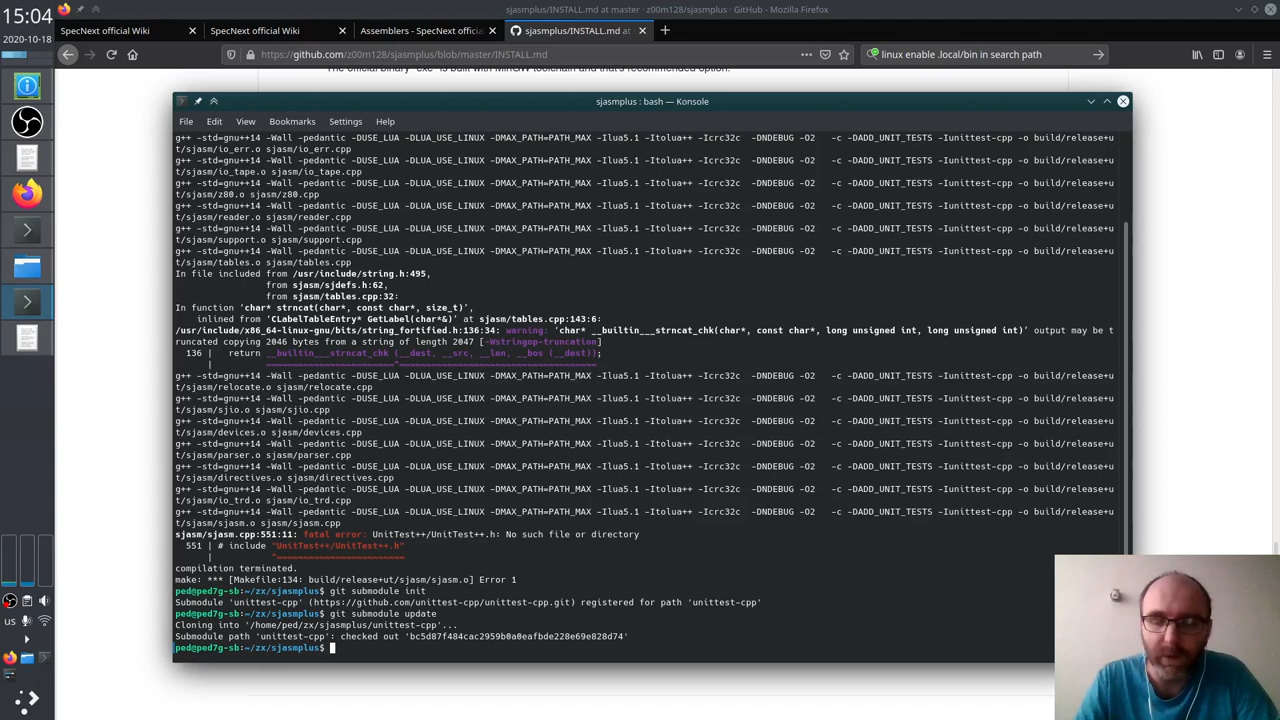 15:04
2020-10-18
us
sjasmplus/INSTALL.md at master · z00m128/sjasmplus · GitHub - Mozilla Firefox
SpecNext official Wiki
SpecNext official Wiki
Assemblers - SpecNext official
sjasmplus/INSTALL.md at
https://github.com/z00m128/sjasmplus/blob/master/INSTALL.md
linux enable .local/bin in search path
The official binary "exe" is built with MinGW toolchain and that's recommended option.
sjasmplus : bash — Konsole
File Edit View Bookmarks Settings Help
g++ -std=gnu++14 -Wall -pedantic -DUSE_LUA -DLUA_USE_LINUX -DMAX_PATH=PATH_MAX -Ilua5.1 -Itolua++ -Icrc32c -DNDEBUG -O2 -c -DADD_UNIT_TESTS -Iunittest-cpp -o build/release+u
t/sjasm/io_err.o sjasm/io_err.cpp
g++ -std=gnu++14 -Wall -pedantic -DUSE_LUA -DLUA_USE_LINUX -DMAX_PATH=PATH_MAX -Ilua5.1 -Itolua++ -Icrc32c -DNDEBUG -O2 -c -DADD_UNIT_TESTS -Iunittest-cpp -o build/release+u
t/sjasm/io_tape.o sjasm/io_tape.cpp
g++ -std=gnu++14 -Wall -pedantic -DUSE_LUA -DLUA_USE_LINUX -DMAX_PATH=PATH_MAX -Ilua5.1 -Itolua++ -Icrc32c -DNDEBUG -O2 -c -DADD_UNIT_TESTS -Iunittest-cpp -o build/release+u
t/sjasm/z80.o sjasm/z80.cpp
g++ -std=gnu++14 -Wall -pedantic -DUSE_LUA -DLUA_USE_LINUX -DMAX_PATH=PATH_MAX -Ilua5.1 -Itolua++ -Icrc32c -DNDEBUG -O2 -c -DADD_UNIT_TESTS -Iunittest-cpp -o build/release+u
t/sjasm/reader.o sjasm/reader.cpp
g++ -std=gnu++14 -Wall -pedantic -DUSE_LUA -DLUA_USE_LINUX -DMAX_PATH=PATH_MAX -Ilua5.1 -Itolua++ -Icrc32c -DNDEBUG -O2 -c -DADD_UNIT_TESTS -Iunittest-cpp -o build/release+u
t/sjasm/support.o sjasm/support.cpp
g++ -std=gnu++14 -Wall -pedantic -DUSE_LUA -DLUA_USE_LINUX -DMAX_PATH=PATH_MAX -Ilua5.1 -Itolua++ -Icrc32c -DNDEBUG -O2 -c -DADD_UNIT_TESTS -Iunittest-cpp -o build/release+u
t/sjasm/tables.o sjasm/tables.cpp
In file included from /usr/include/string.h:495,
from sjasm/sjdefs.h:62,
from sjasm/tables.cpp:32:
In function ‘char* strncat(char*, const char*, size_t)’,
inlined from ‘CLabelTableEntry* GetLabel(char*&)’ at sjasm/tables.cpp:143:6:
/usr/include/x86_64-linux-gnu/bits/string_fortified.h:136:34: warning: ‘char* __builtin___strncat_chk(char*, const void*, long unsigned int, long unsigned int)’ output may be t
runcated copying 2046 bytes from a string of length 2047 [-Wstringop-truncation]
136 | return __builtin___strncat_chk (__dest, __src, __len, __bos (__dest));
| ~~~~~~~~~~~~~~~~~~~~~~~~^~~~~~~~~~~~~~~~~~~~~~~~~~~~~~~~~~~
g++ -std=gnu++14 -Wall -pedantic -DUSE_LUA -DLUA_USE_LINUX -DMAX_PATH=PATH_MAX -Ilua5.1 -Itolua++ -Icrc32c -DNDEBUG -O2 -c -DADD_UNIT_TESTS -Iunittest-cpp -o build/release+u
t/sjasm/relocate.o sjasm/relocate.cpp
g++ -std=gnu++14 -Wall -pedantic -DUSE_LUA -DLUA_USE_LINUX -DMAX_PATH=PATH_MAX -Ilua5.1 -Itolua++ -Icrc32c -DNDEBUG -O2 -c -DADD_UNIT_TESTS -Iunittest-cpp -o build/release+u
t/sjasm/sjio.o sjasm/sjio.cpp
g++ -std=gnu++14 -Wall -pedantic -DUSE_LUA -DLUA_USE_LINUX -DMAX_PATH=PATH_MAX -Ilua5.1 -Itolua++ -Icrc32c -DNDEBUG -O2 -c -DADD_UNIT_TESTS -Iunittest-cpp -o build/release+u
t/sjasm/devices.o sjasm/devices.cpp
g++ -std=gnu++14 -Wall -pedantic -DUSE_LUA -DLUA_USE_LINUX -DMAX_PATH=PATH_MAX -Ilua5.1 -Itolua++ -Icrc32c -DNDEBUG -O2 -c -DADD_UNIT_TESTS -Iunittest-cpp -o build/release+u
t/sjasm/parser.o sjasm/parser.cpp
g++ -std=gnu++14 -Wall -pedantic -DUSE_LUA -DLUA_USE_LINUX -DMAX_PATH=PATH_MAX -Ilua5.1 -Itolua++ -Icrc32c -DNDEBUG -O2 -c -DADD_UNIT_TESTS -Iunittest-cpp -o build/release+u
t/sjasm/directives.o sjasm/directives.cpp
g++ -std=gnu++14 -Wall -pedantic -DUSE_LUA -DLUA_USE_LINUX -DMAX_PATH=PATH_MAX -Ilua5.1 -Itolua++ -Icrc32c -DNDEBUG -O2 -c -DADD_UNIT_TESTS -Iunittest-cpp -o build/release+u
t/sjasm/io_trd.o sjasm/io_trd.cpp
g++ -std=gnu++14 -Wall -pedantic -DUSE_LUA -DLUA_USE_LINUX -DMAX_PATH=PATH_MAX -Ilua5.1 -Itolua++ -Icrc32c -DNDEBUG -O2 -c -DADD_UNIT_TESTS -Iunittest-cpp -o build/release+u
t/sjasm/sjasm.o sjasm/sjasm.cpp
sjasm/sjasm.cpp:551:11: fatal error: UnitTest++/UnitTest++.h: No such file or directory
551 | # include "UnitTest++/UnitTest++.h"
| ^~~~~~~~~~~~~~~~~~~~~~~~~
compilation terminated.
make: *** [Makefile:134: build/release+ut/sjasm/sjasm.o] Error 1
ped@ped7g-sb:~/zx/sjasmplus$ git submodule init
Submodule 'unittest-cpp' (https://github.com/unittest-cpp/unittest-cpp.git) registered for path 'unittest-cpp'
ped@ped7g-sb:~/zx/sjasmplus$ git submodule update
Cloning into '/home/ped/zx/sjasmplus/unittest-cpp'...
Submodule path 'unittest-cpp': checked out 'bc5d87f484cac2959b0a0eafbde228e69e828d74'
ped@ped7g-sb:~/zx/sjasmplus$